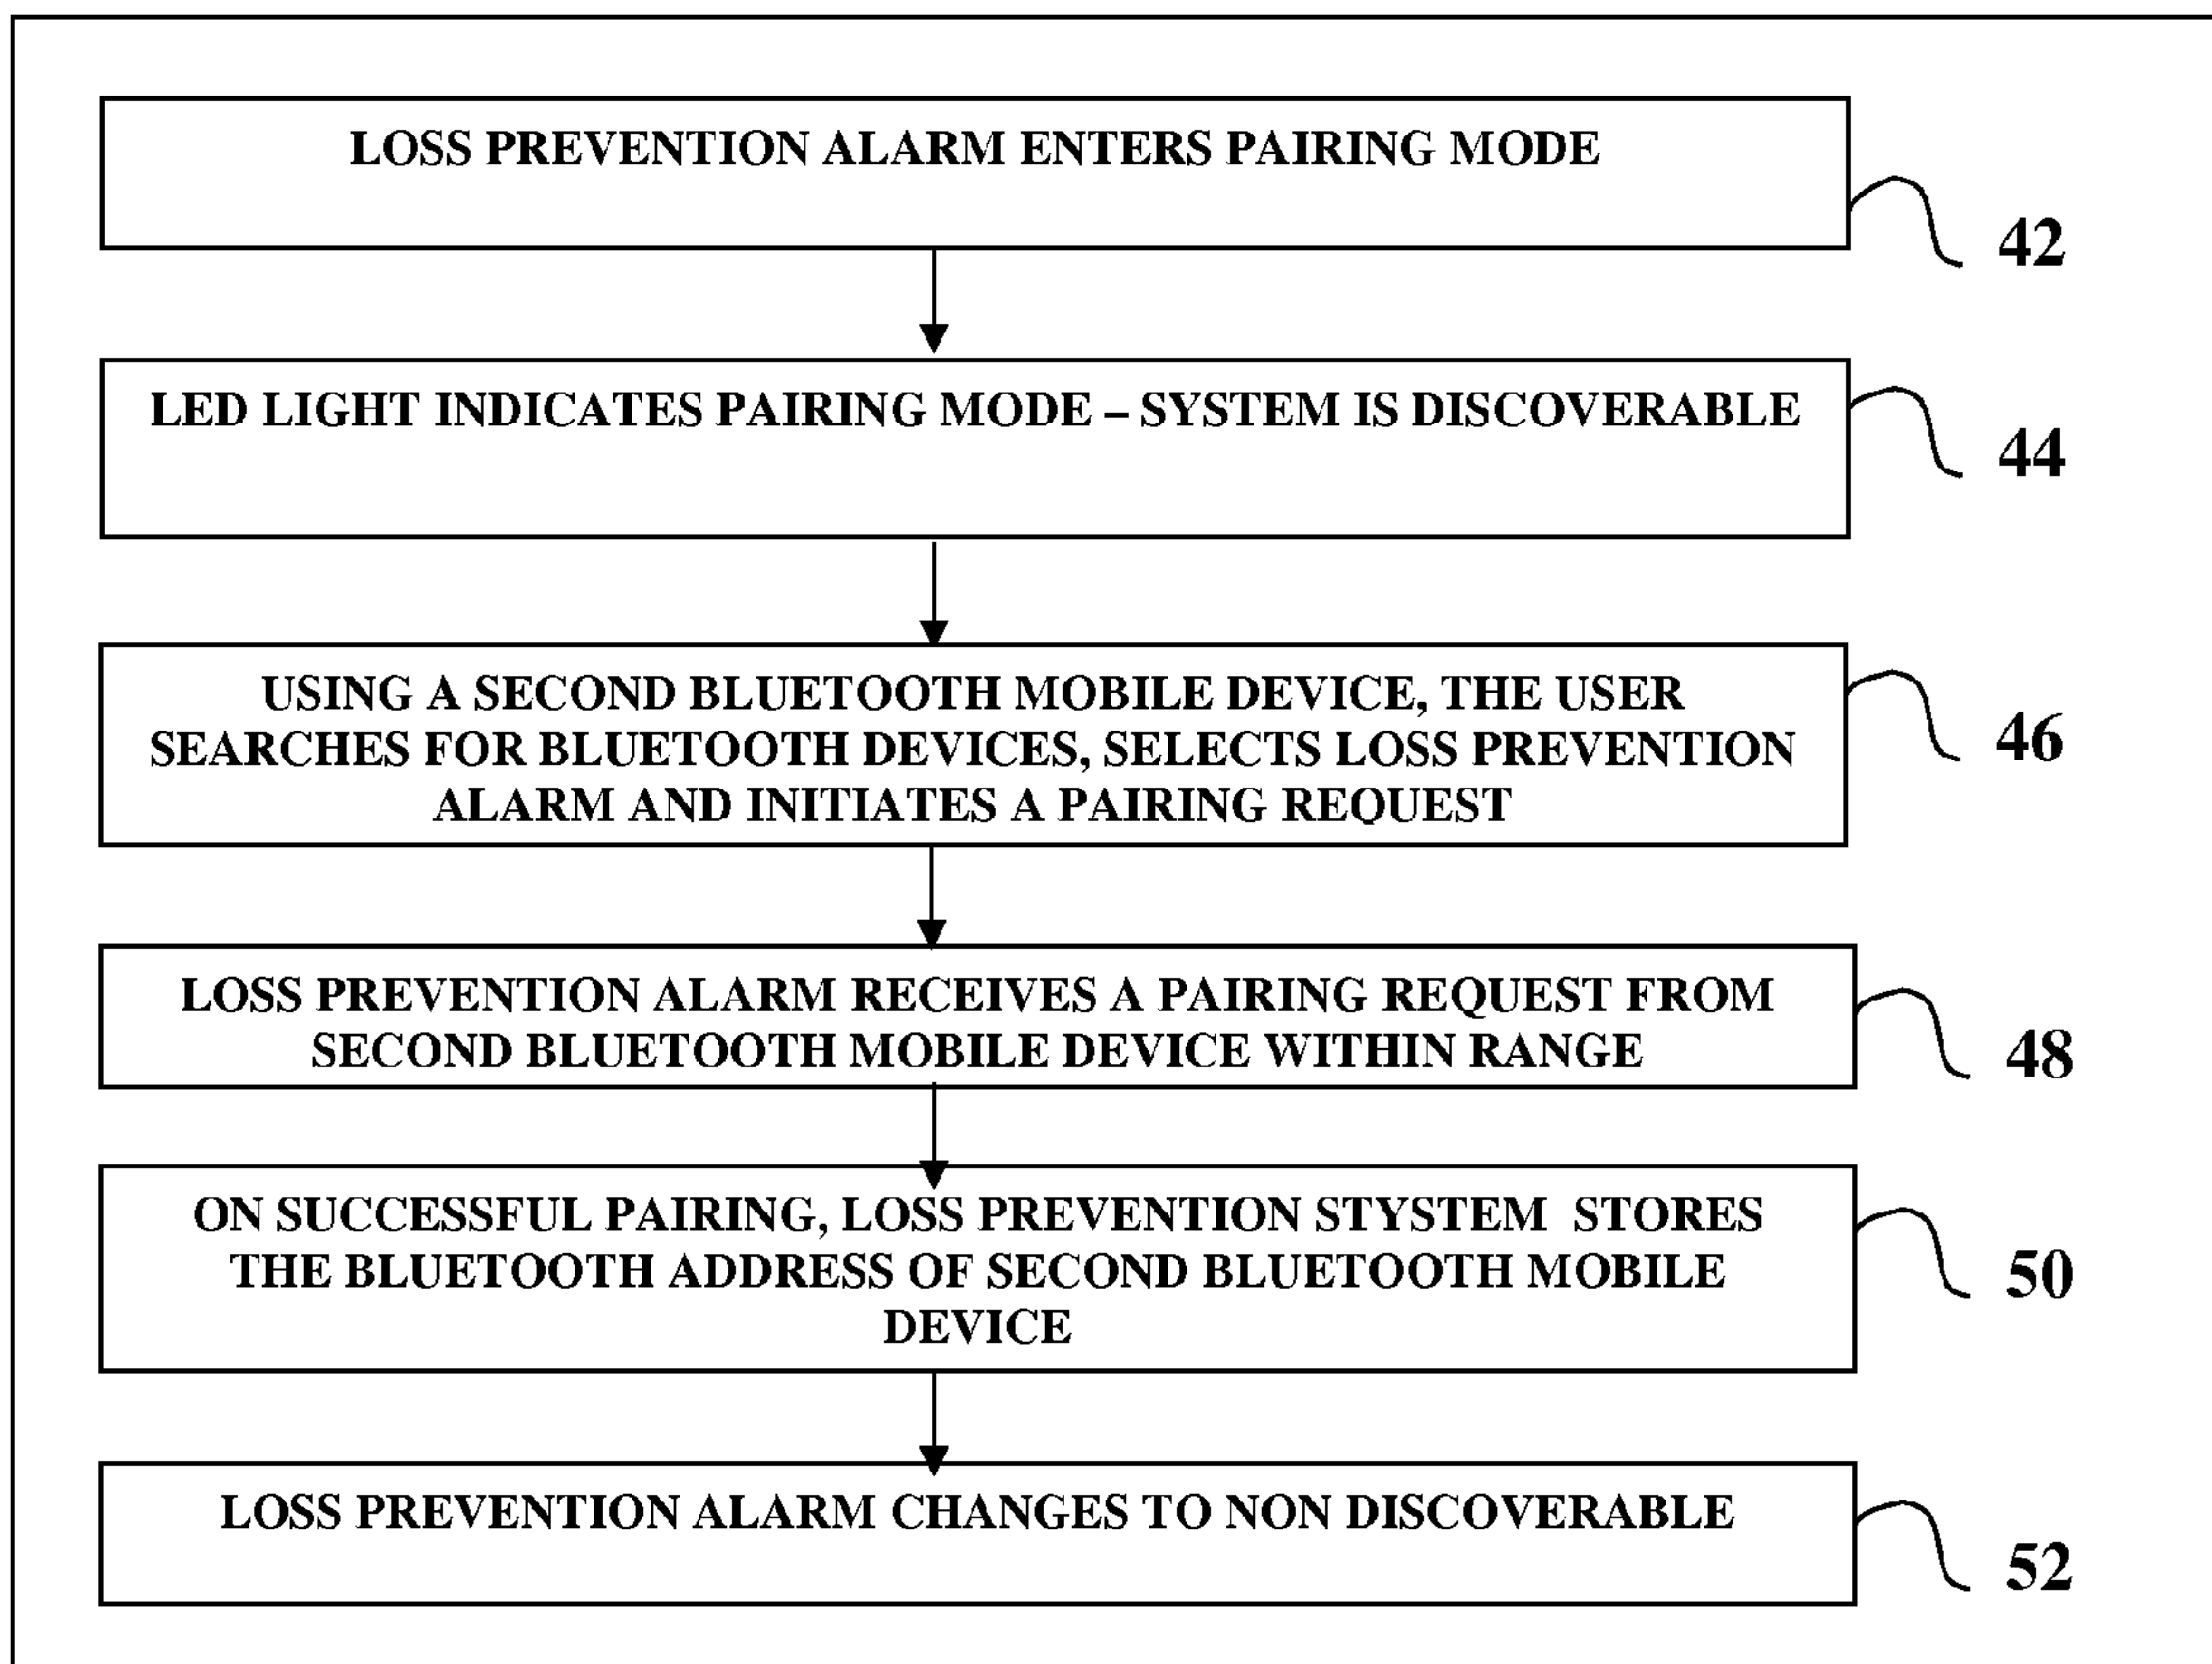 LOSS PREVENTION ALARM ENTERS PAIRING MODE
42
LED LIGHT INDICATES PAIRING MODE – SYSTEM IS DISCOVERABLE
44
USING A SECOND BLUETOOTH MOBILE DEVICE, THE USER
SEARCHES FOR BLUETOOTH DEVICES, SELECTS LOSS PREVENTION
ALARM AND INITIATES A PAIRING REQUEST
46
LOSS PREVENTION ALARM RECEIVES A PAIRING REQUEST FROM
SECOND BLUETOOTH MOBILE DEVICE WITHIN RANGE
48
ON SUCCESSFUL PAIRING, LOSS PREVENTION STYSTEM STORES
THE BLUETOOTH ADDRESS OF SECOND BLUETOOTH MOBILE
DEVICE
50
LOSS PREVENTION ALARM CHANGES TO NON DISCOVERABLE
52